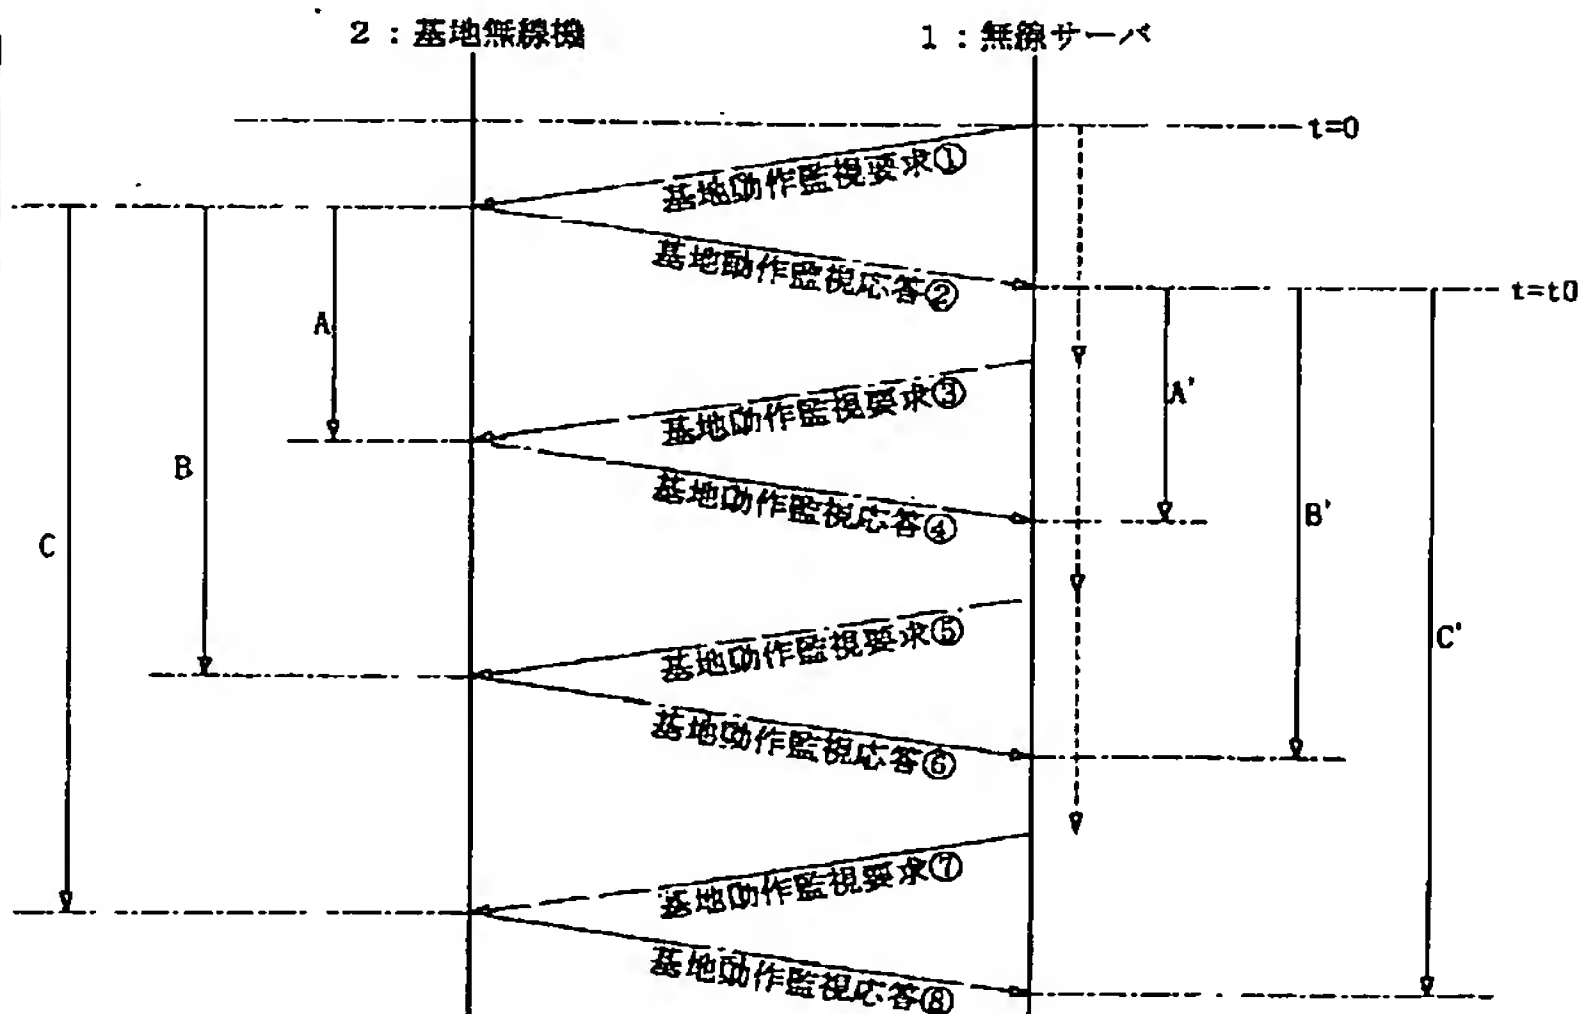 2：基地無線機
1：無線サーバ
t=0
基地動作監視要求①
基地動作監視応答②
t=t0
A
A'
基地動作監視要求③
B
基地動作監視応答④
B'
C
基地動作監視要求⑤
C'
基地動作監視応答⑥
基地動作監視要求⑦
基地動作監視応答⑧